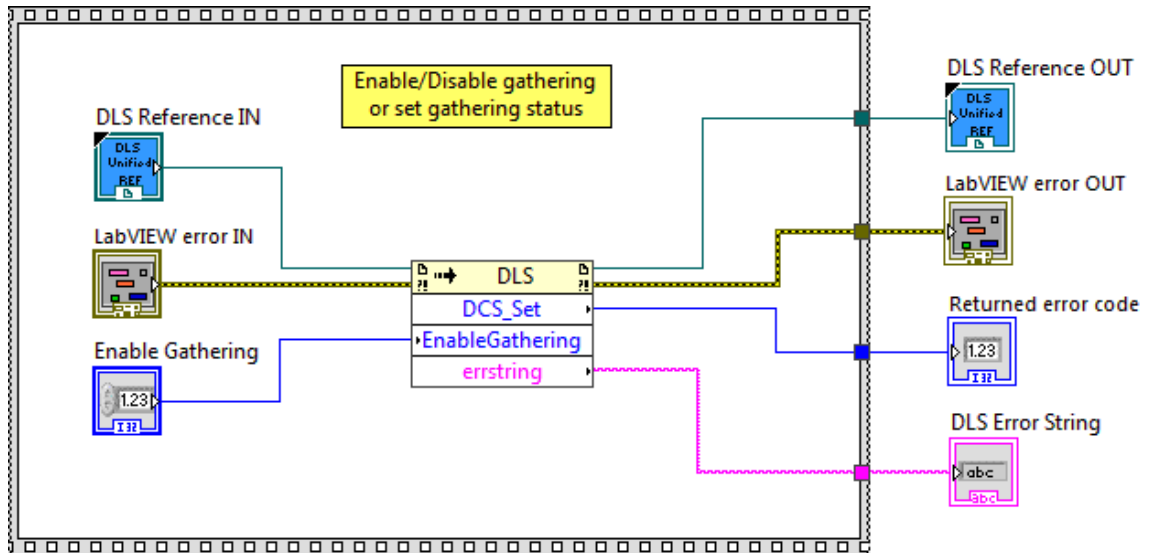 Enable/Disable gathering
or set gathering status
DLS Reference IN
DLS
Unified
REF
LabVIEW error IN
Enable Gathering
1.23
I32
DLS
DCS_Set
EnableGathering
errstring
DLS Reference OUT
DLS
Unified
REF
LabVIEW error OUT
Returned error code
1.23
I32
DLS Error String
abc
abc